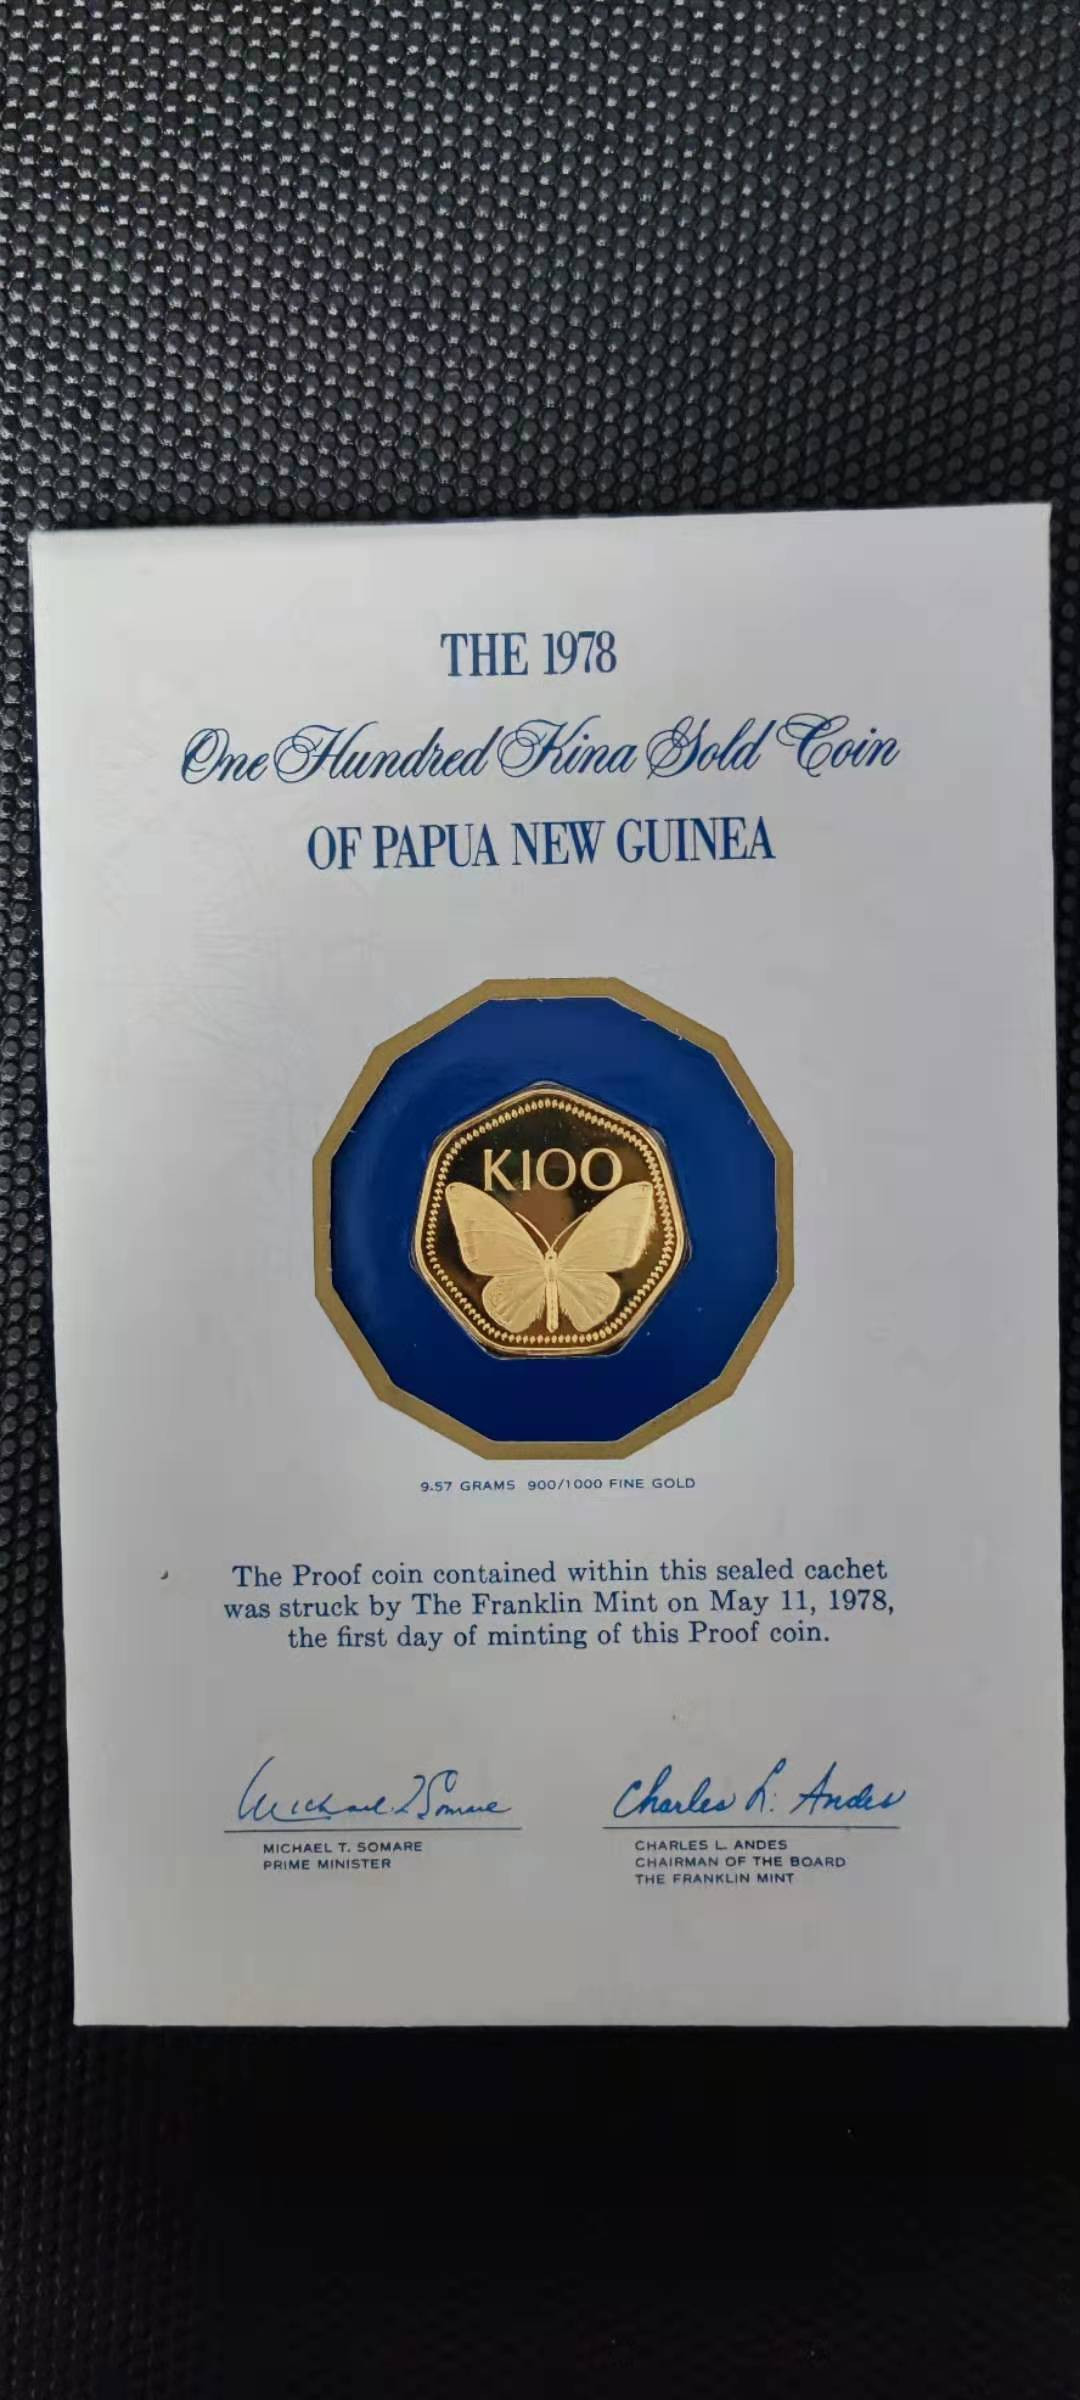 THE 1978
One Hundred Kina Gold Coin
OF PAPUA NEW GUINEA
K100
9.57 GRAMS 900/1000 FINE GOLD
The Proof coin contained within this sealed cachet
was struck by The Franklin Mint on May 11, 1978,
the first day of minting of this Proof coin.
Michael T Somare
MICHAEL T. SOMARE
PRIME MINISTER
Charles L. Andes
CHARLES L. ANDES
CHAIRMAN OF THE BOARD
THE FRANKLIN MINT